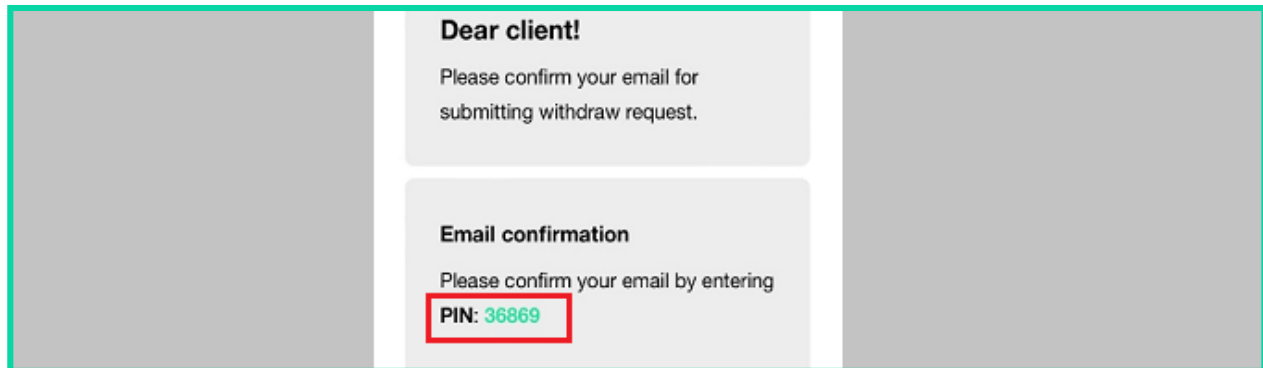 Dear client!
Please confirm your email for
submitting withdraw request.
Email confirmation
Please confirm your email by entering
PIN: 36869